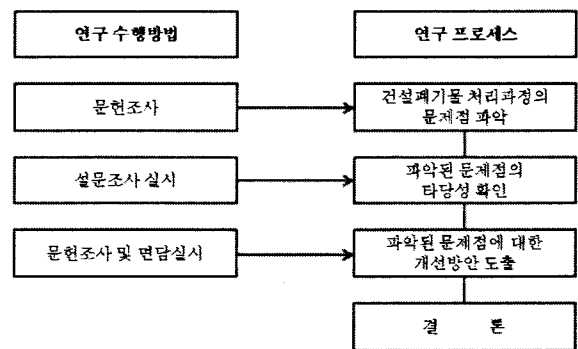 연구 수행방법
연구 프로세스
문헌조사
건설폐기물 처리과정의
문제점 파악
설문조사 실시
파악된 문제점의
타당성 확인
문헌조사 및 면담실시
파악된 문제점에 대한
개선방안 도출
결 론